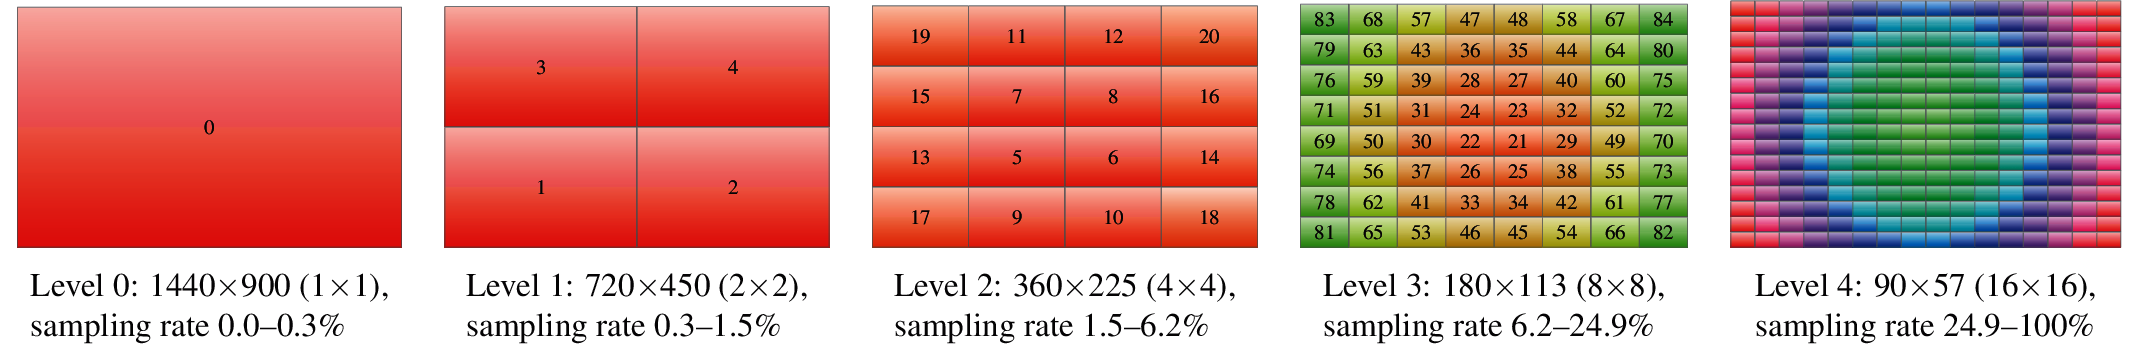 0
3 4
1 2
19 11 12 20
15 7 8 16
13 5 6 14
17 9 10 18
83 68 57 47 48 58 67 84
79 63 43 36 35 44 64 80
76 59 39 28 27 40 60 75
71 51 31 24 23 32 52 72
69 50 30 22 21 29 49 70
74 56 37 26 25 38 55 73
78 62 41 33 34 42 61 77
81 65 53 46 45 54 66 82
Level 0: 1440×900 (1×1),
sampling rate 0.0–0.3%
Level 1: 720×450 (2×2),
sampling rate 0.3–1.5%
Level 2: 360×225 (4×4),
sampling rate 1.5–6.2%
Level 3: 180×113 (8×8),
sampling rate 6.2–24.9%
Level 4: 90×57 (16×16),
sampling rate 24.9–100%